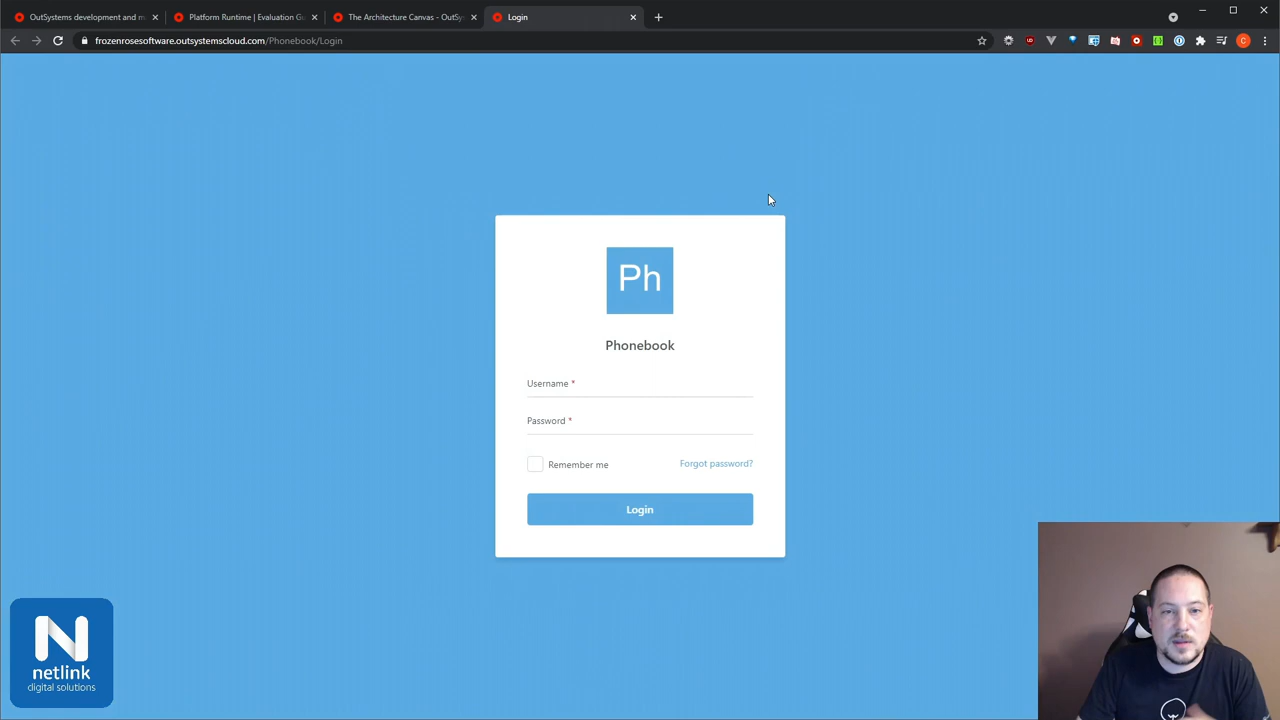 OutSystems development and m
Platform Runtime | Evaluation Gu
The Architecture Canvas - OutSy
Login
frozenrosesoftware.outsystemscloud.com/Phonebook/Login
C
Ph
Phonebook
Username *
Password *
Remember me
Forgot password?
Login
N
netlink
digital solutions